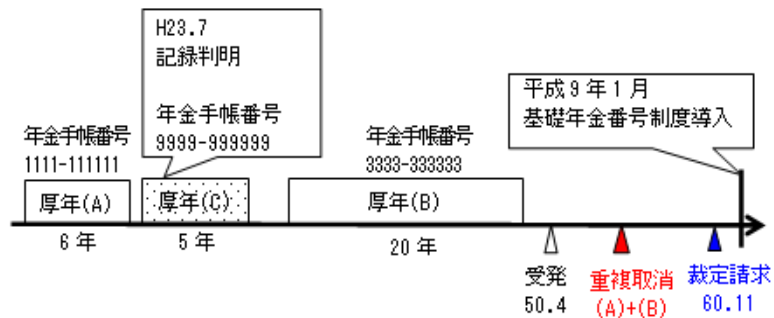 H23.7
記録判明
年金手帳番号
9999-999999
平成9年1月
基礎年金番号制度導入
年金手帳番号
1111-111111
年金手帳番号
3333-333333
厚年(A)
厚年(C)
厚年(B)
6年
5年
20年
受発
50.4
重複取消
(A)+(B)
裁定請求
60.11